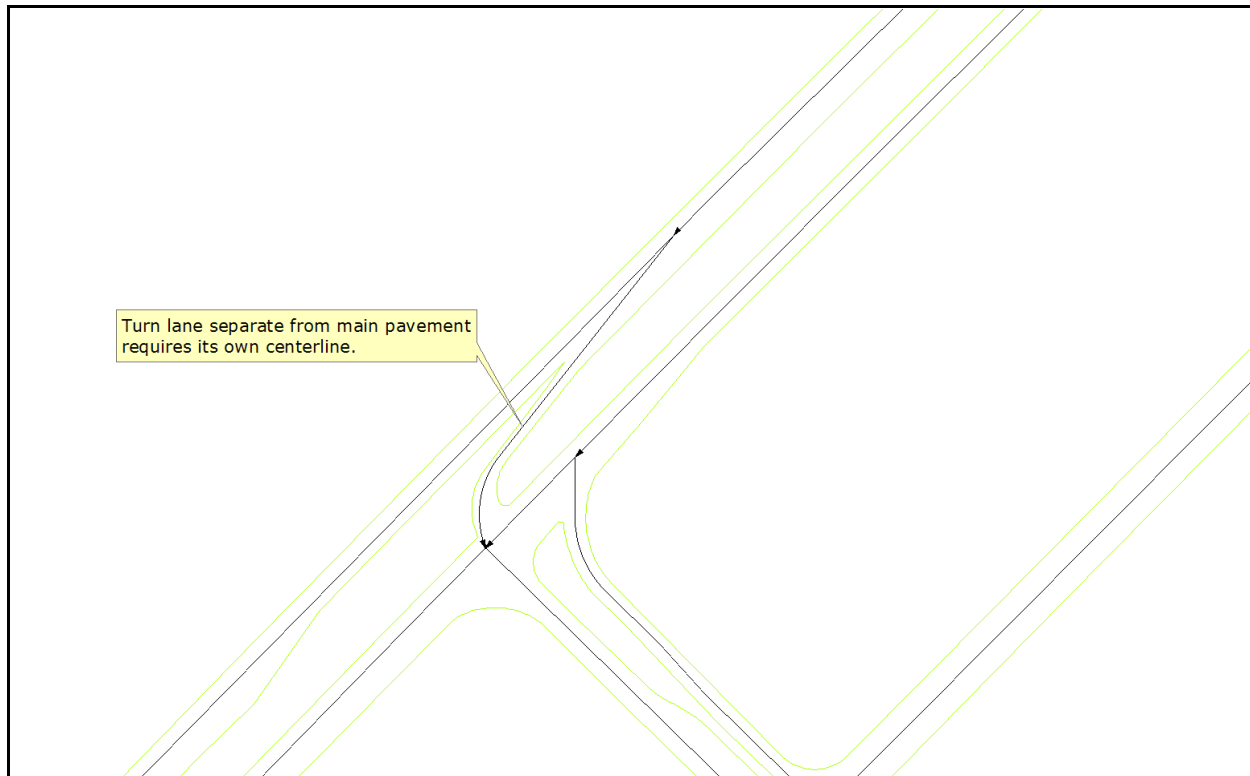 Turn lane separate from main pavement
requires its own centerline.